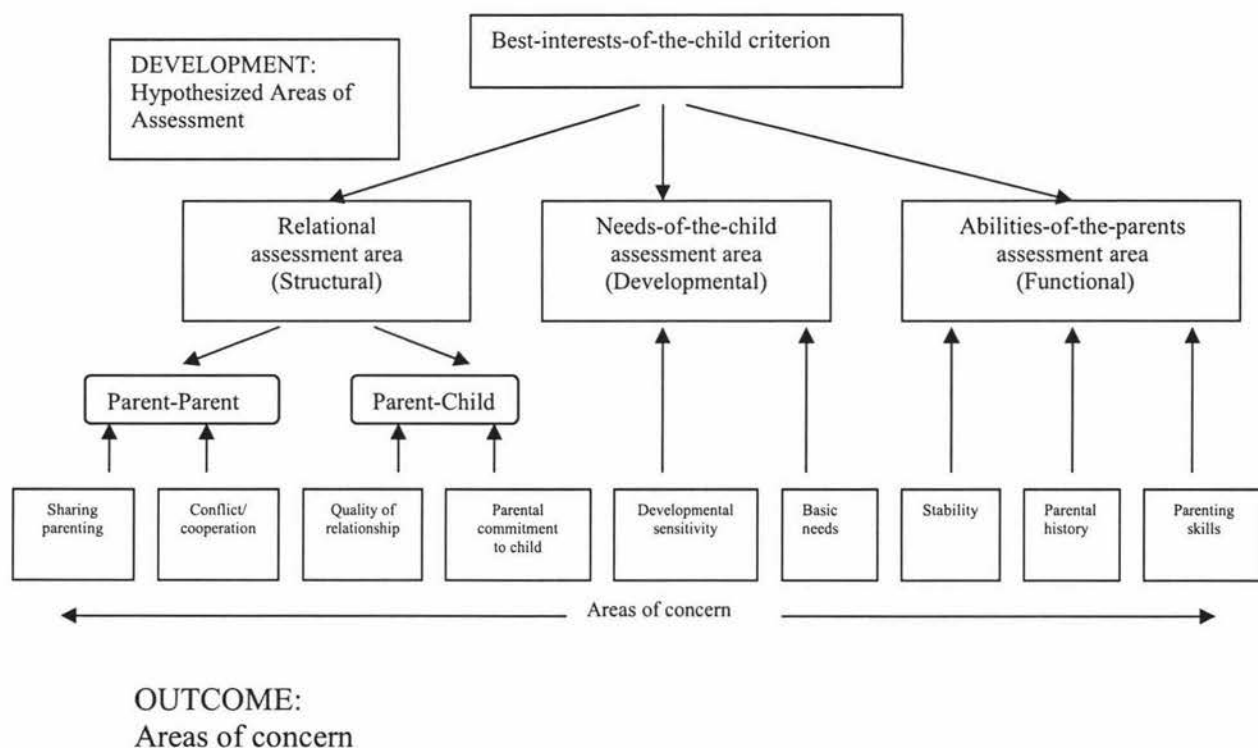 Best-interests-of-the-child criterion
DEVELOPMENT:
Hypothesized Areas of
Assessment
Relational
assessment area
(Structural)
Needs-of-the-child
assessment area
(Developmental)
Abilities-of-the-parents
assessment area
(Functional)
Parent-Parent
Parent-Child
Sharing
parenting
Conflict/
cooperation
Quality of
relationship
Parental
commitment
to child
Developmental
sensitivity
Basic
needs
Stability
Parental
history
Parenting
skills
Areas of concern
OUTCOME:
Areas of concern